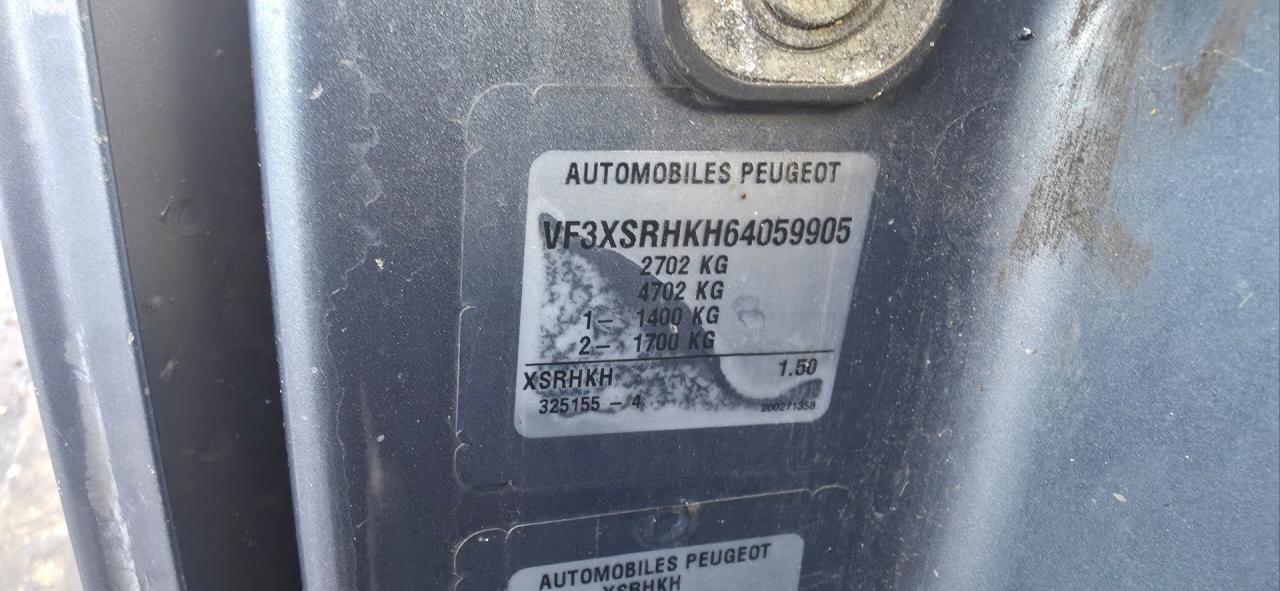 AUTOMOBILES PEUGEOT
VF3XSRHKH64059905
2702 KG
4702 KG
1- 1400 KG
2- 1700 KG
XSRHKH 1.50
325155 - 4 200271358
AUTOMOBILES PEUGEOT
XSRHKH